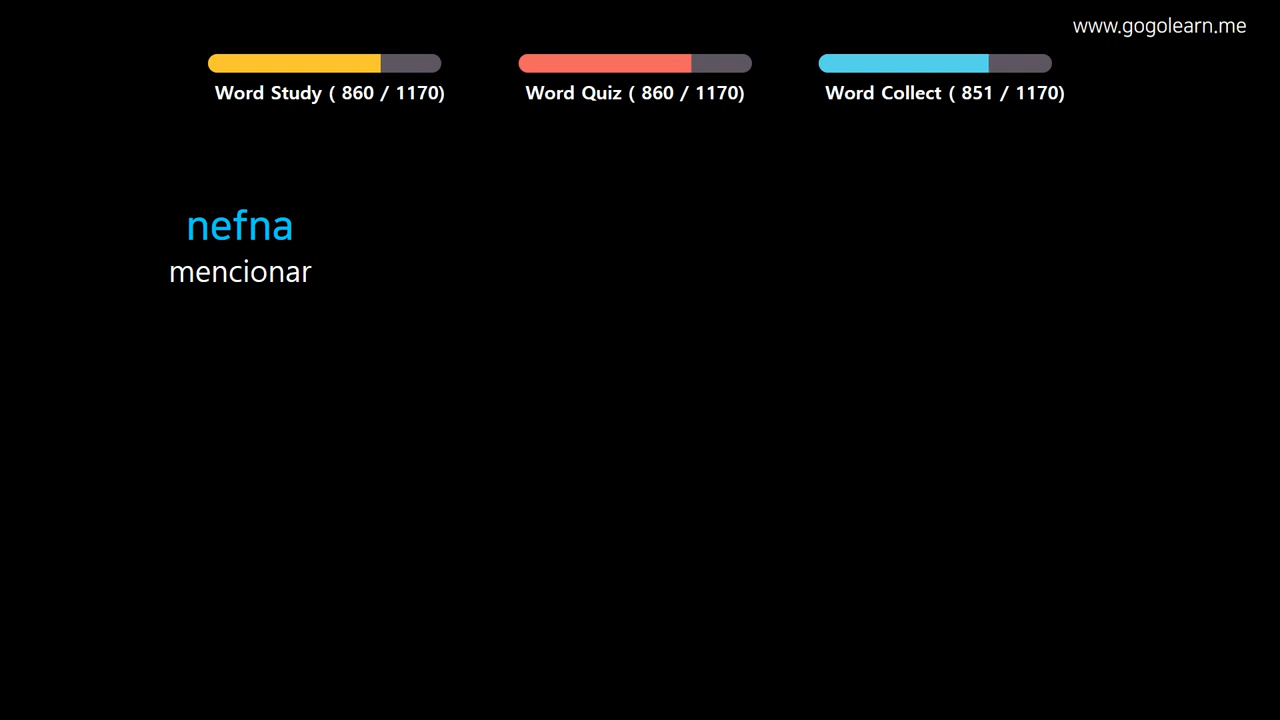 www.gogolearn.me
Word Study ( 860 / 1170)
Word Quiz ( 860 / 1170)
Word Collect ( 851 / 1170)
nefna
mencionar